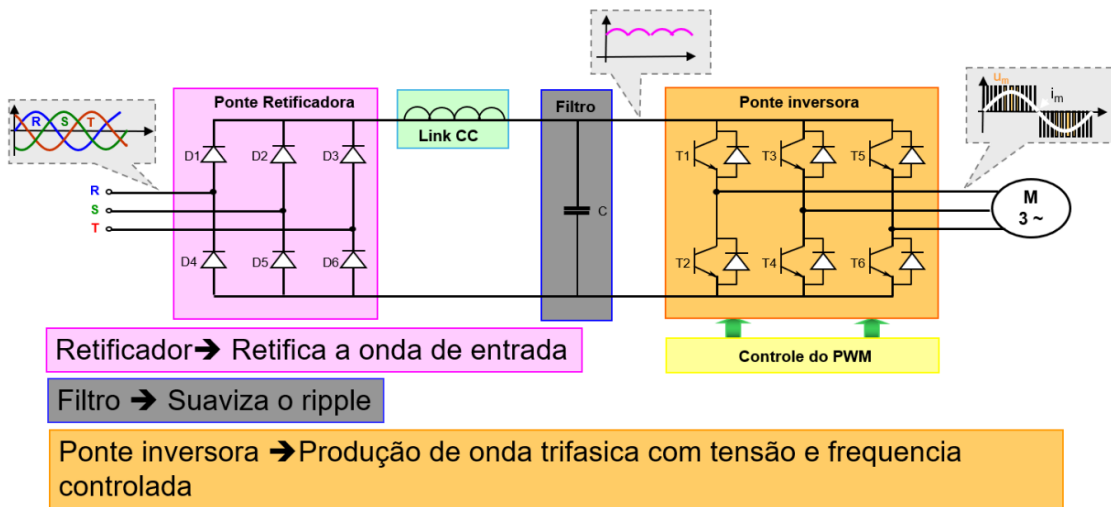 Ponte Retificadora
Link CC
Filtro
Ponte inversora
R S T
u_m
i_m
D1 D2 D3
T1 T3 T5
R
S
T
C
M
3 ~
D4 D5 D6
T2 T4 T6
Controle do PWM
Retificador➔ Retifica a onda de entrada
Filtro ➔ Suaviza o ripple
Ponte inversora ➔Produção de onda trifasica com tensão e frequencia
controlada